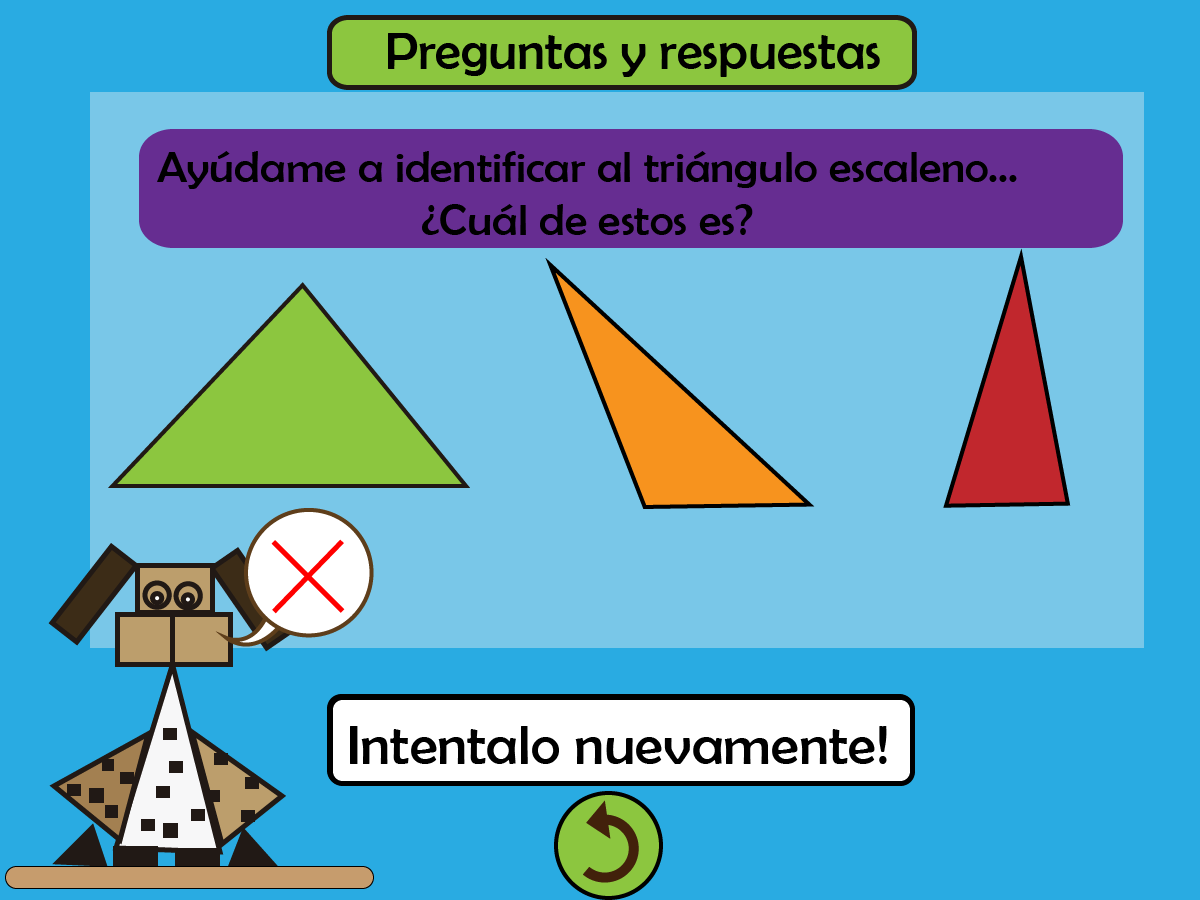 Preguntas y respuestas
Ayúdame a identificar al triángulo escaleno...
¿Cuál de estos es?
Intentalo nuevamente!